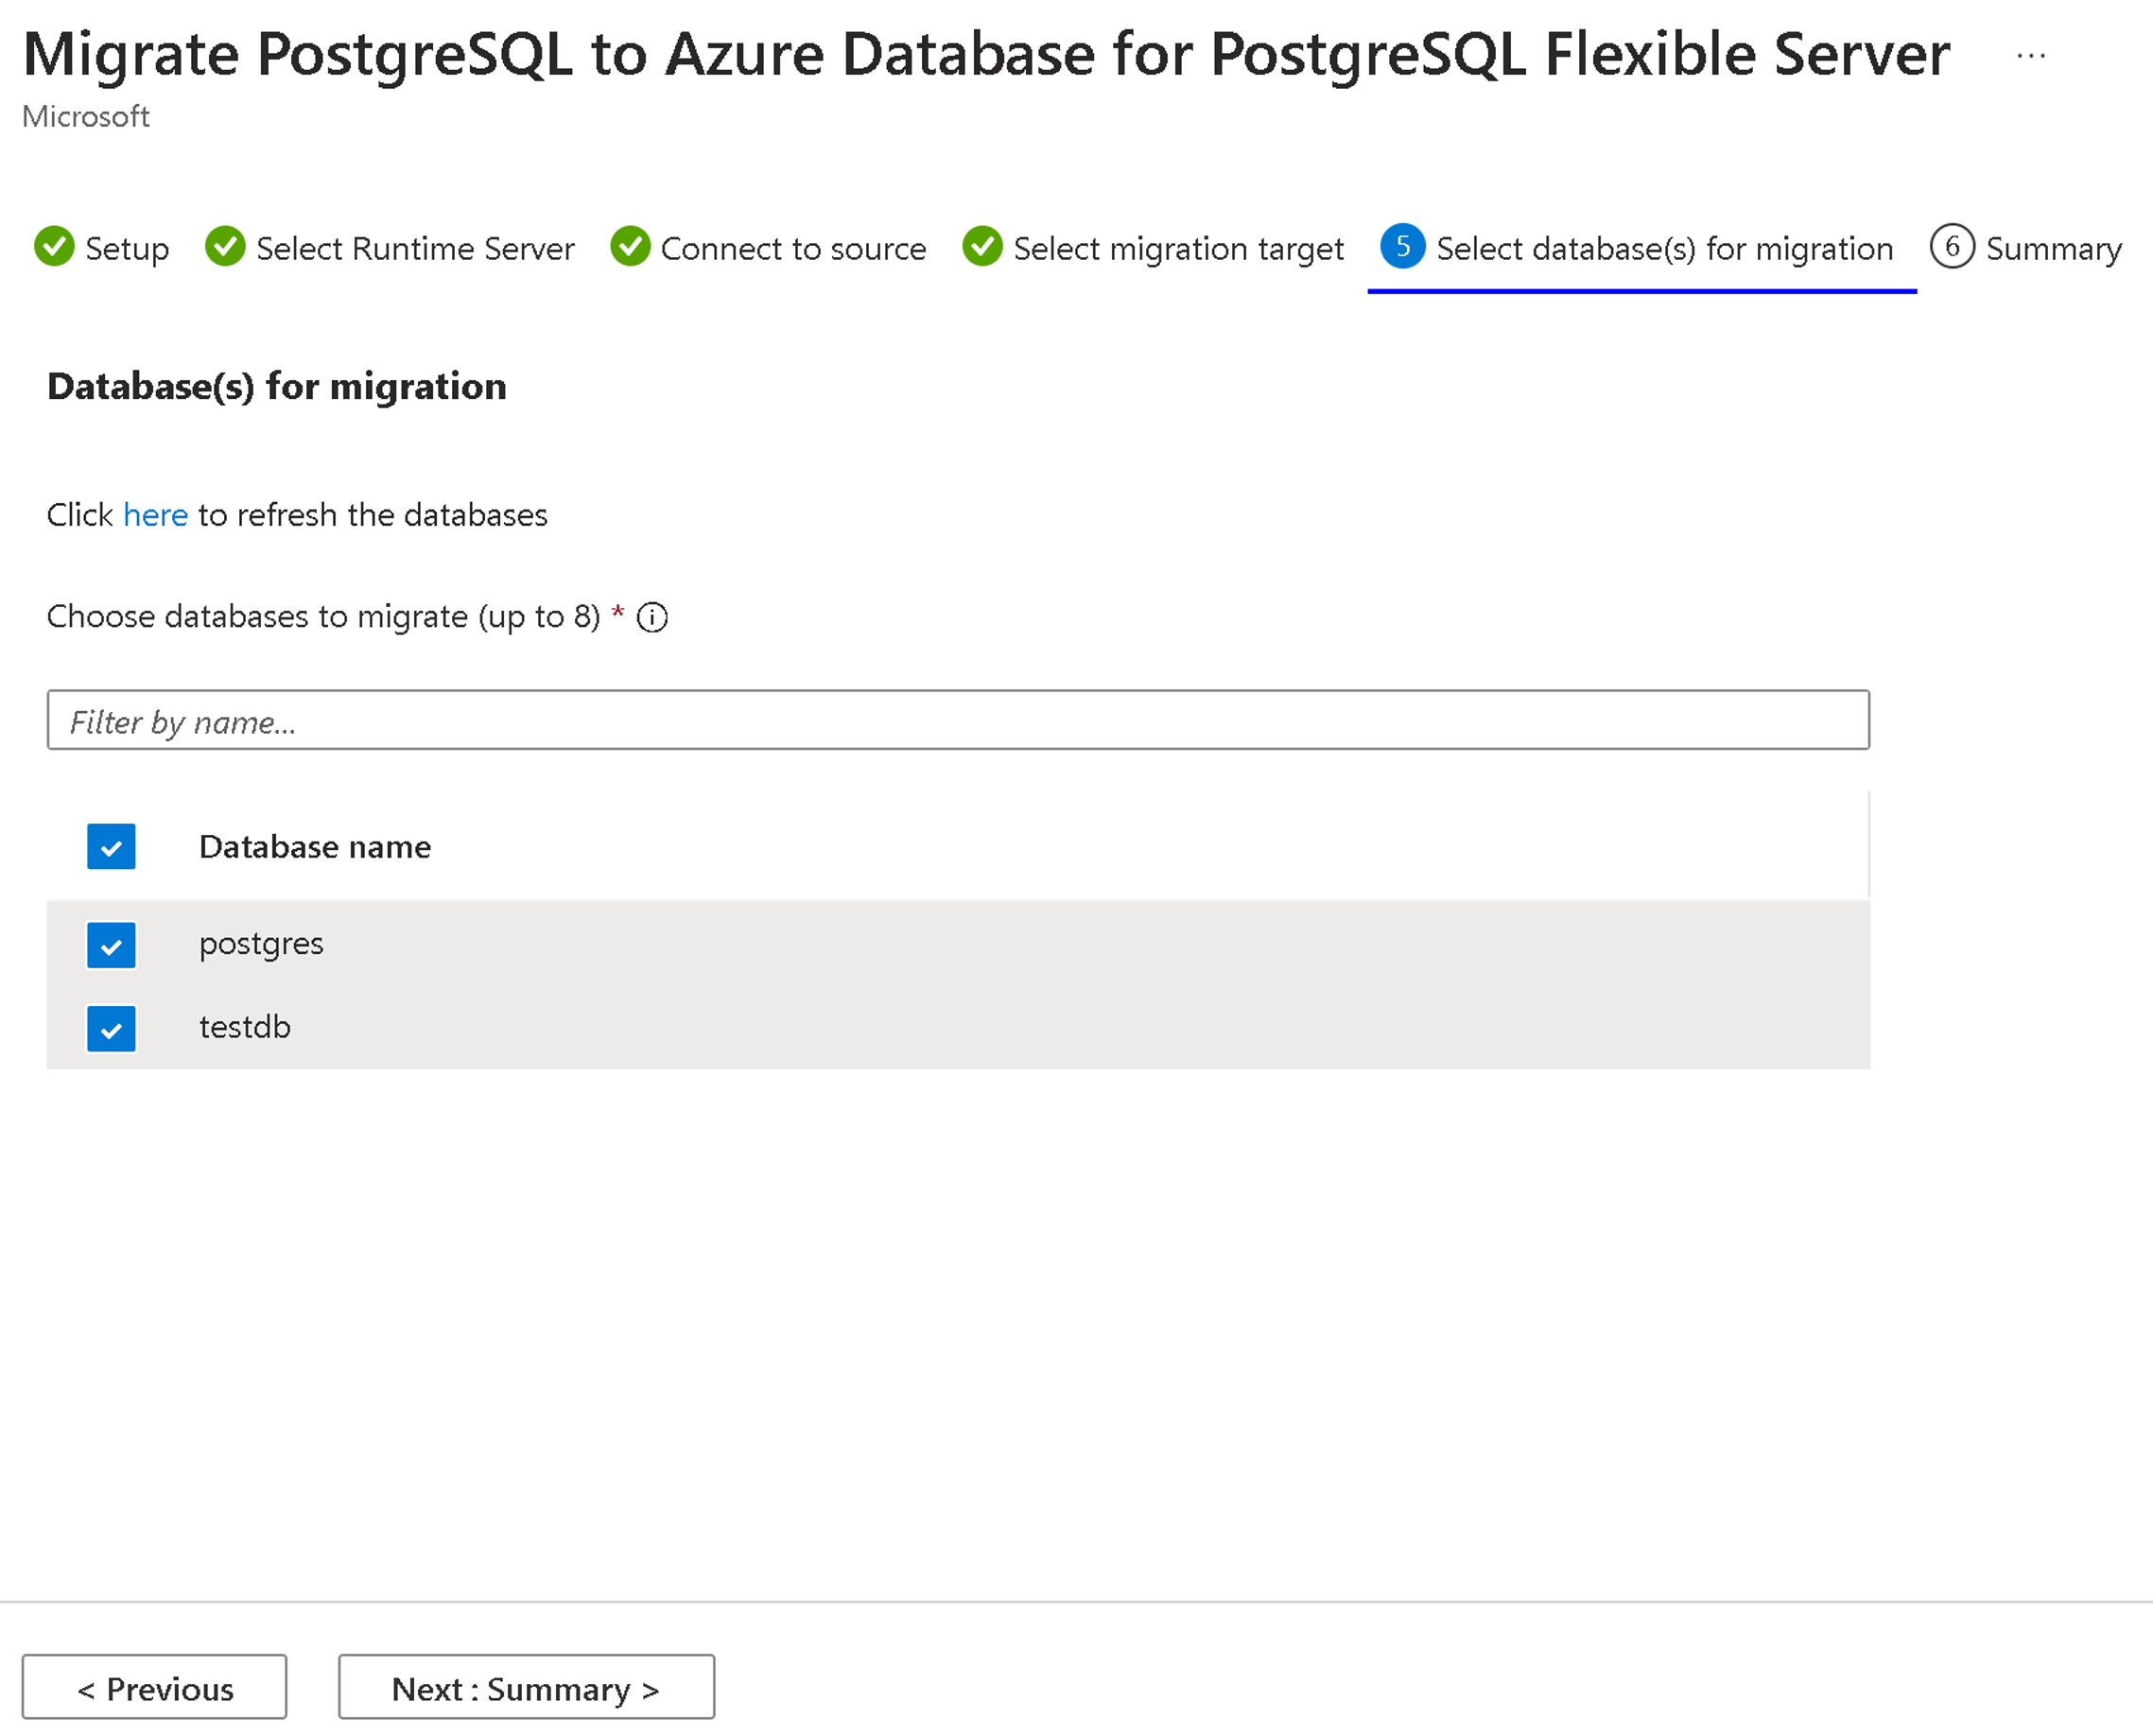 Migrate PostgreSQL to Azure Database for PostgreSQL Flexible Server ...
Microsoft
Setup Select Runtime Server Connect to source Select migration target 5 Select database(s) for migration 6 Summary
Database(s) for migration
Click here to refresh the databases
Choose databases to migrate (up to 8) *
Filter by name...
Database name
postgres
testdb
< Previous Next : Summary >